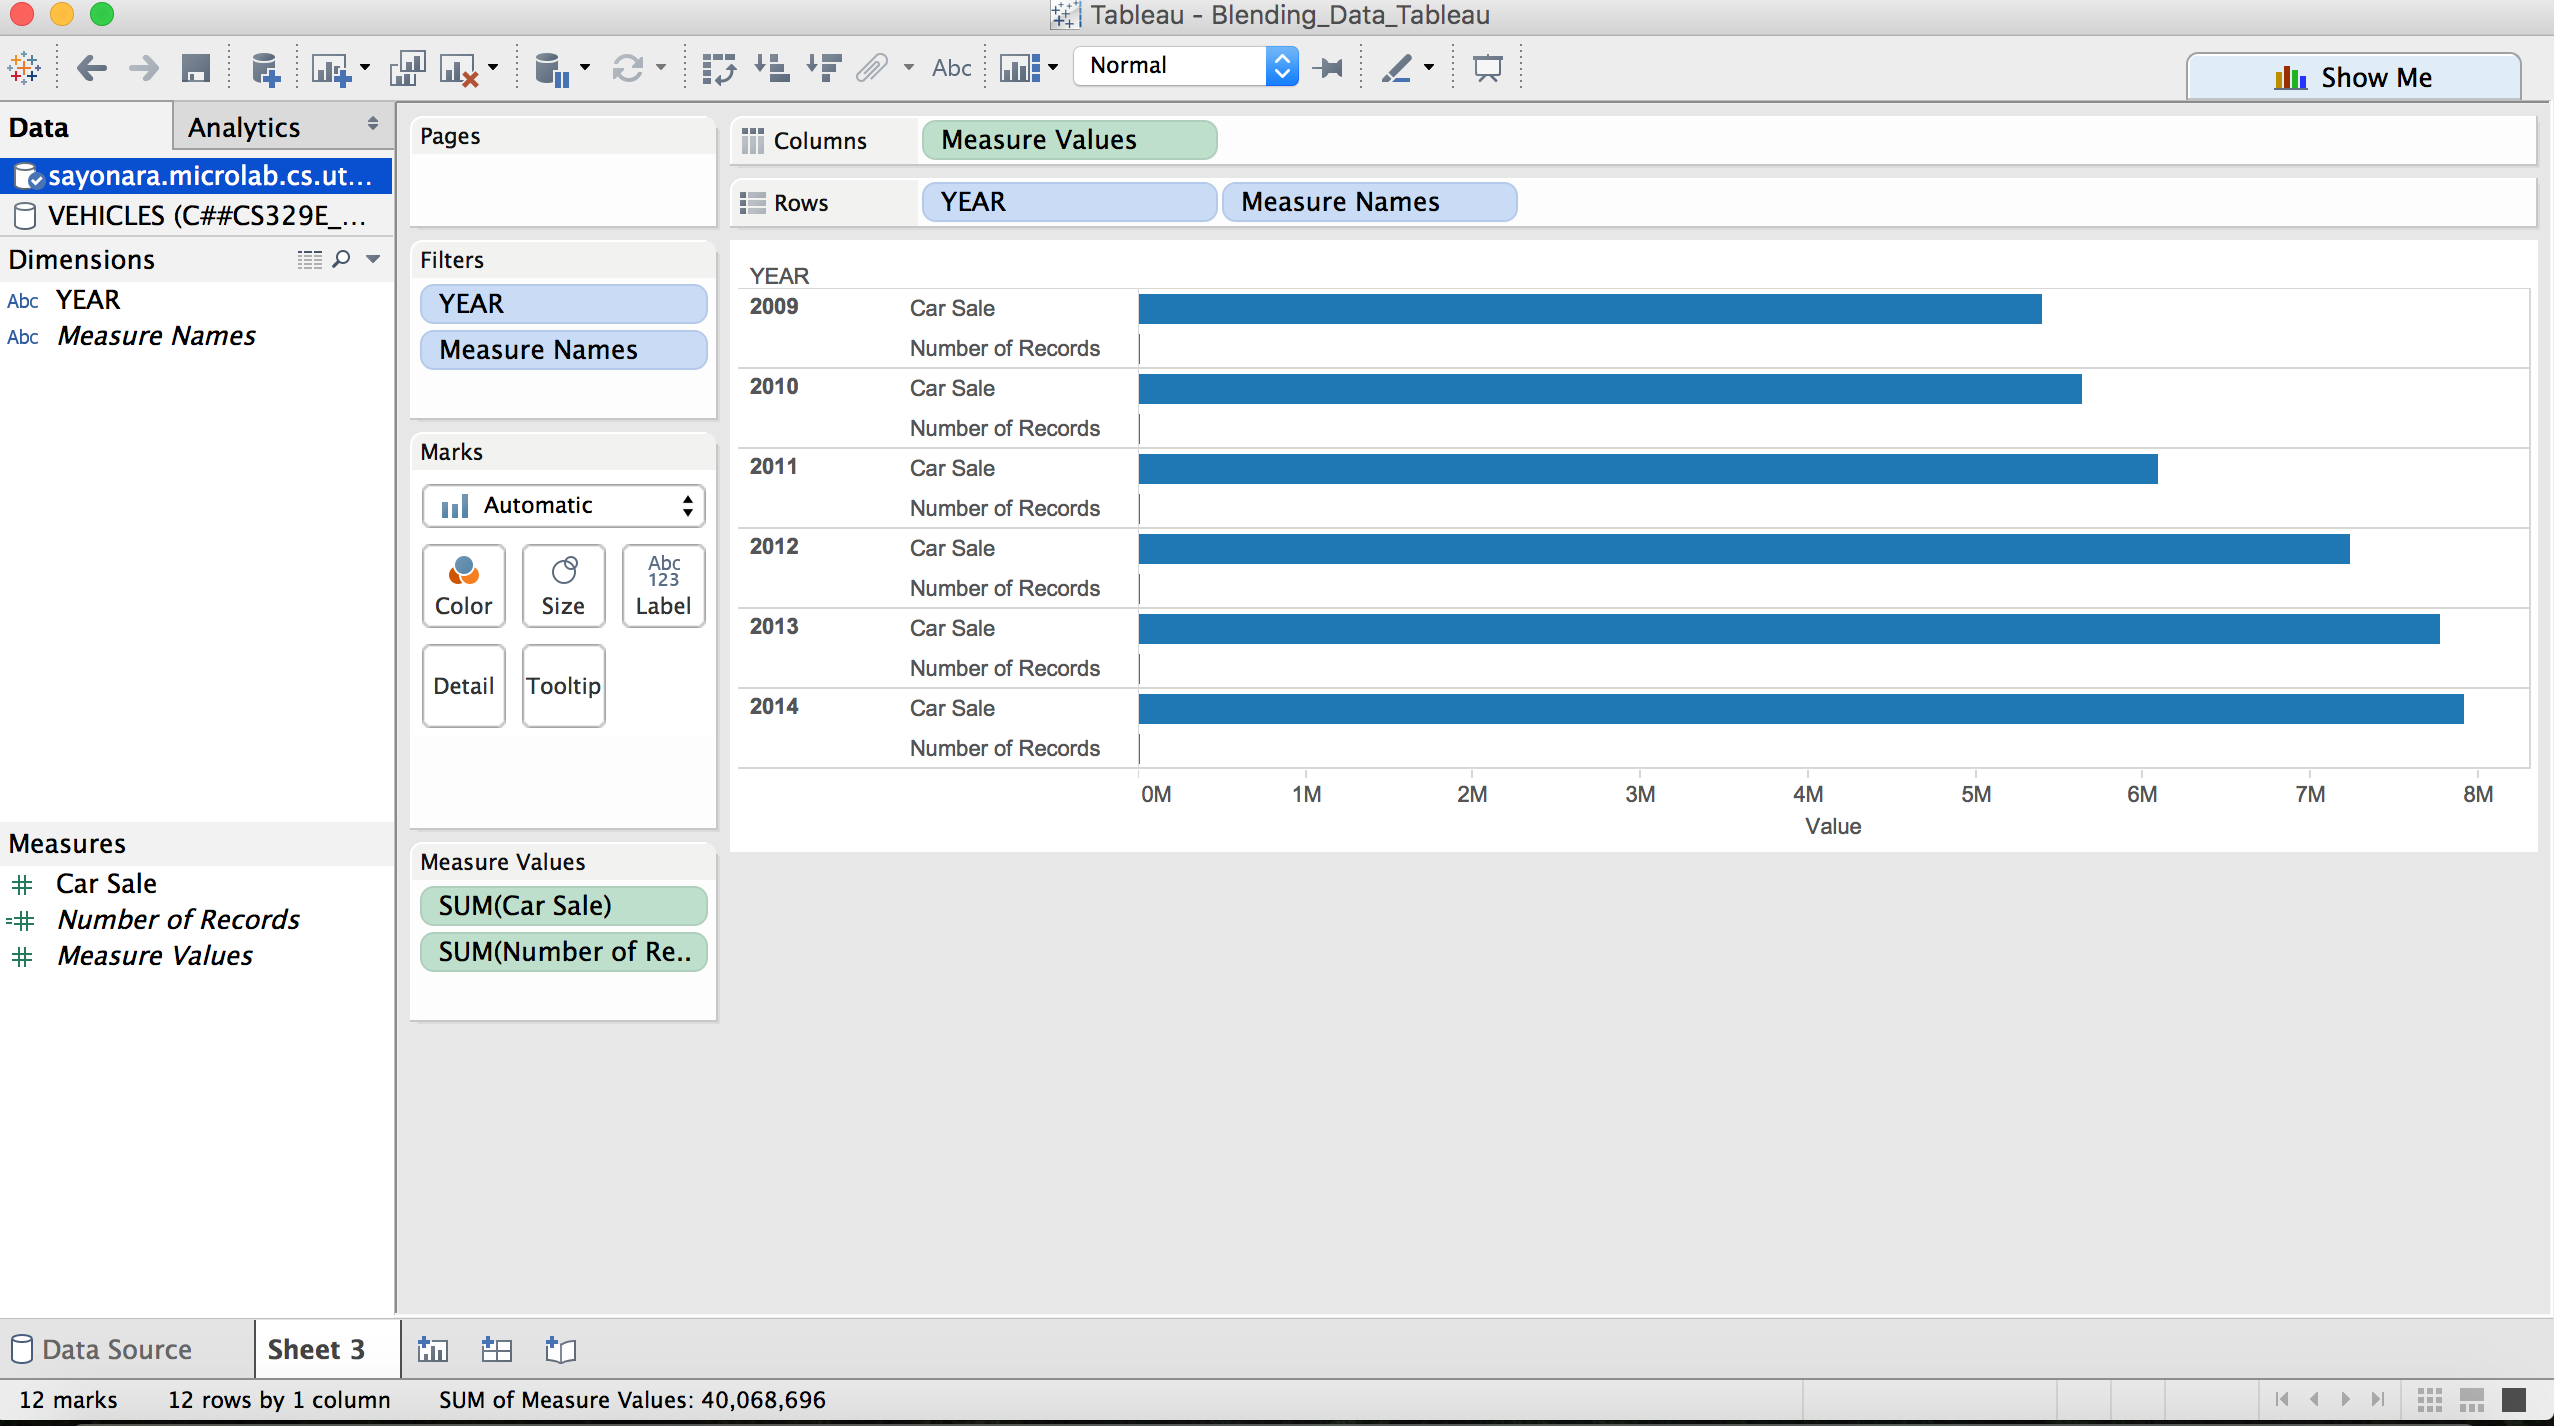 Tableau - Blending_Data_Tableau
Abc
Normal
Show Me
Data
Analytics
sayonara.microlab.cs.ut...
VEHICLES (C##CS329E_...
Dimensions
Abc YEAR
Abc Measure Names
Measures
Car Sale
Number of Records
Measure Values
Pages
Filters
YEAR
Measure Names
Marks
Automatic
Color
Size
Abc
123
Label
Detail
Tooltip
Measure Values
SUM(Car Sale)
SUM(Number of Re..
Columns Measure Values
Rows YEAR Measure Names
YEAR
2009 Car Sale
Number of Records
2010 Car Sale
Number of Records
2011 Car Sale
Number of Records
2012 Car Sale
Number of Records
2013 Car Sale
Number of Records
2014 Car Sale
Number of Records
0M 1M 2M 3M 4M 5M 6M 7M 8M
Value
Data Source
Sheet 3
12 marks 12 rows by 1 column SUM of Measure Values: 40,068,696